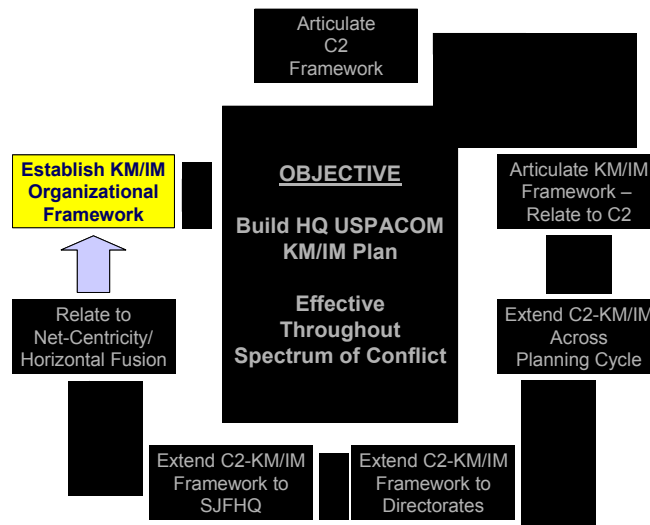 Articulate
C2
Framework
Establish KM/IM
Organizational
Framework
OBJECTIVE
Build HQ USPACOM
KM/IM Plan
Effective
Throughout
Spectrum of Conflict
Articulate KM/IM
Framework –
Relate to C2
Relate to
Net-Centricity/
Horizontal Fusion
Extend C2-KM/IM
Across
Planning Cycle
Extend C2-KM/IM
Framework to
SJFHQ
Extend C2-KM/IM
Framework to
Directorates